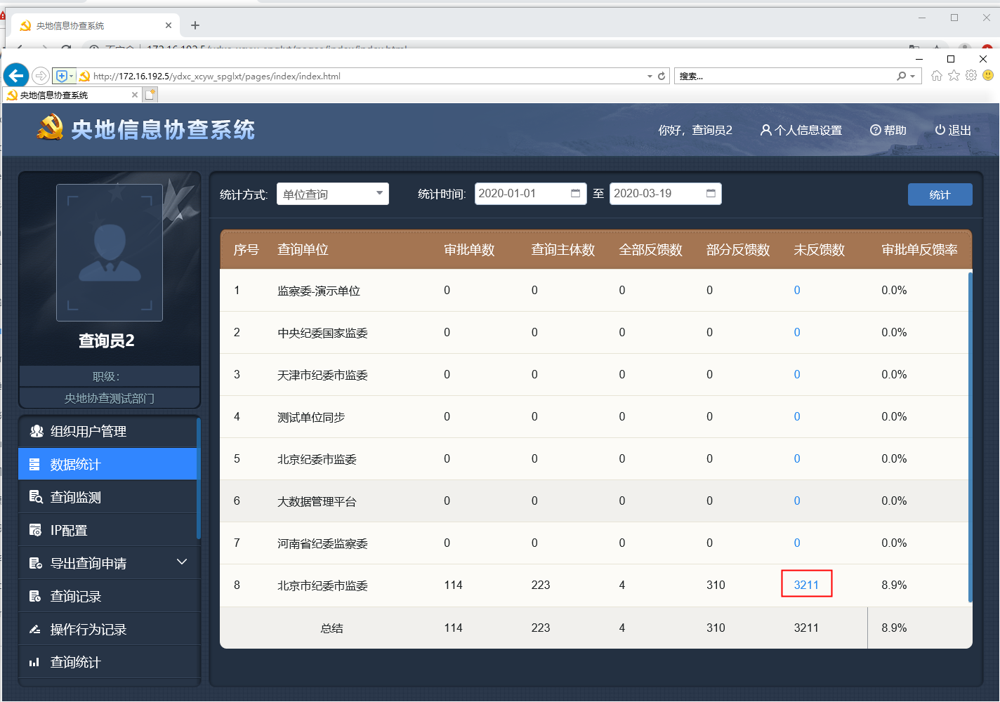 央地信息协查系统
http://172.16.192.5/ydxc_xcyw_spglxt/pages/index/index.html
搜索...
央地信息协查系统
央地信息协查系统
你好，查询员2 个人信息设置 帮助 退出
统计方式: 单位查询 统计时间: 2020-01-01 至 2020-03-19 统计
查询员2
职级：
央地协查测试部门
组织用户管理
数据统计
查询监测
IP配置
导出查询申请
查询记录
操作行为记录
查询统计
序号 查询单位 审批单数 查询主体数 全部反馈数 部分反馈数 未反馈数 审批单反馈率
1 监察委-演示单位 0 0 0 0 0 0.0%
2 中央纪委国家监委 0 0 0 0 0 0.0%
3 天津市纪委市监委 0 0 0 0 0 0.0%
4 测试单位同步 0 0 0 0 0 0.0%
5 北京纪委市监委 0 0 0 0 0 0.0%
6 大数据管理平台 0 0 0 0 0 0.0%
7 河南省纪委监察委 0 0 0 0 0 0.0%
8 北京市纪委市监委 114 223 4 310 3211 8.9%
总结 114 223 4 310 3211 8.9%